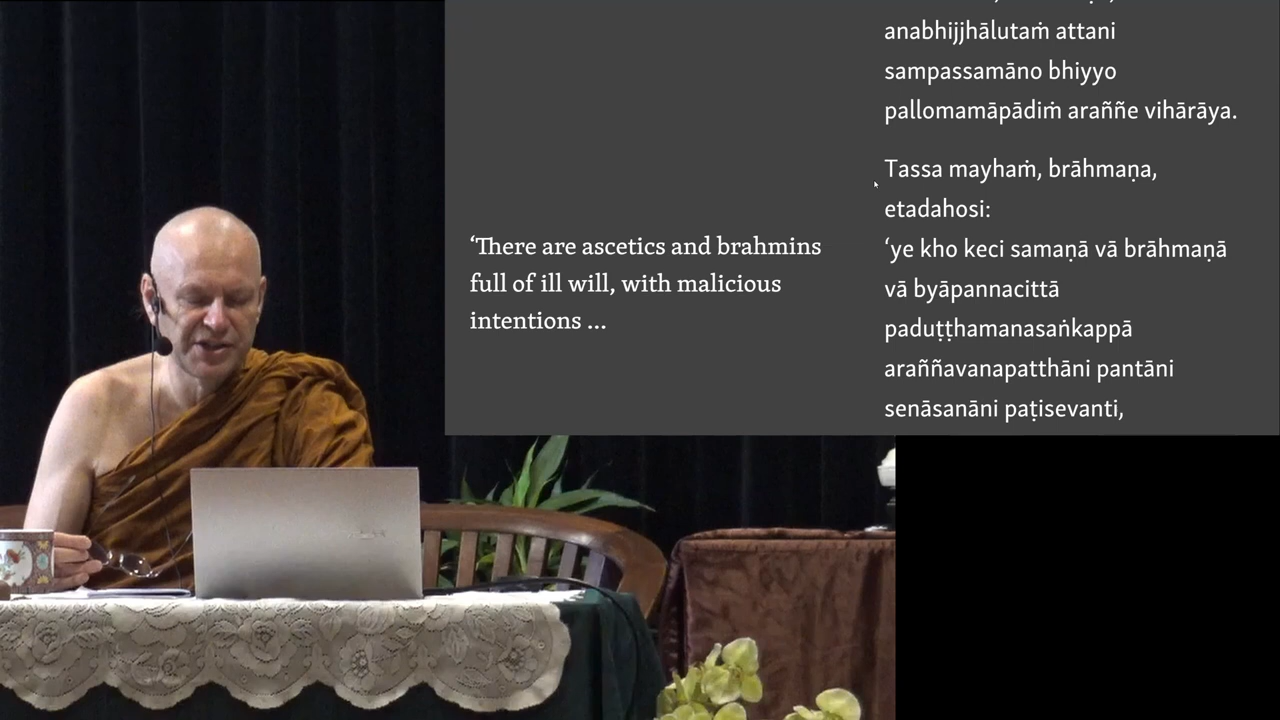 ‘There are ascetics and brahmins
full of ill will, with malicious
intentions …
anabhijjhālutaṁ attani
sampassamāno bhiyyo
pallomamāpādiṁ araññe vihārāya.
Tassa mayhaṁ, brāhmaṇa,
etadahosi:
‘ye kho keci samaṇā vā brāhmaṇā
vā byāpannacittā
paduṭṭhamanasaṅkappā
araññavanapatthāni pantāni
senāsanāni paṭisevanti,